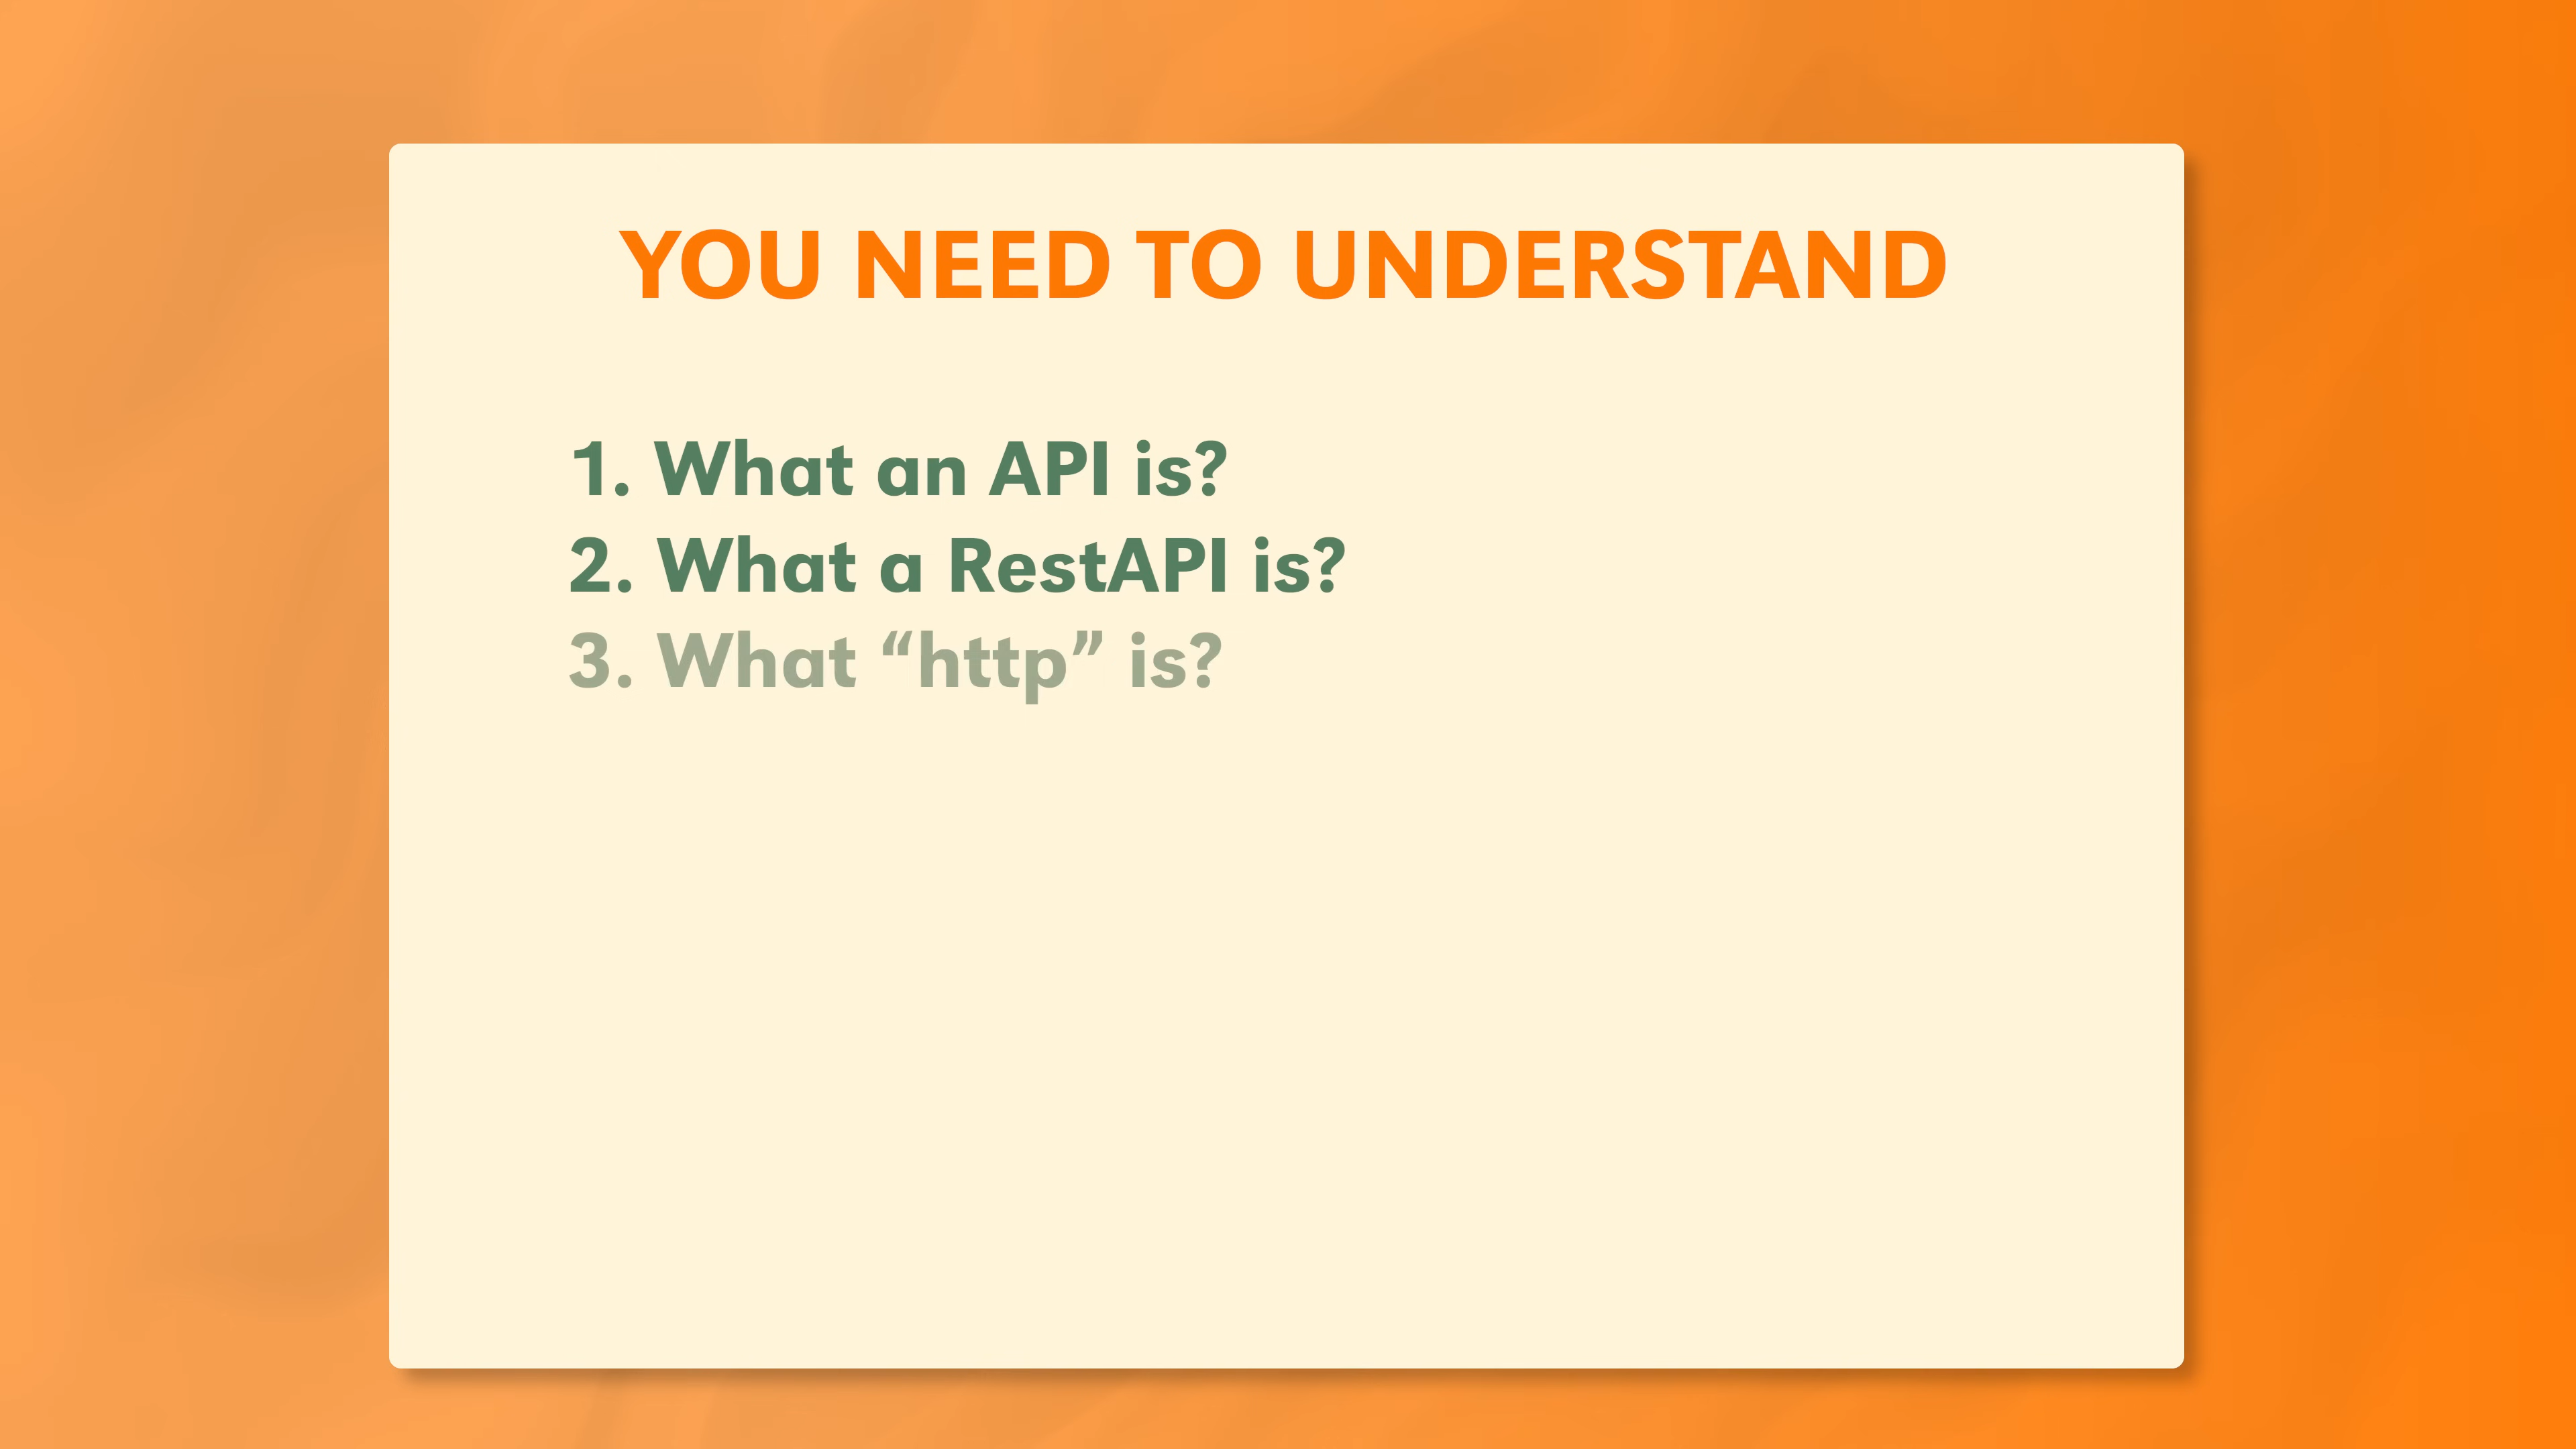 YOU NEED TO UNDERSTAND
1. What an API is?
2. What a RestAPI is?
3. What “http” is?